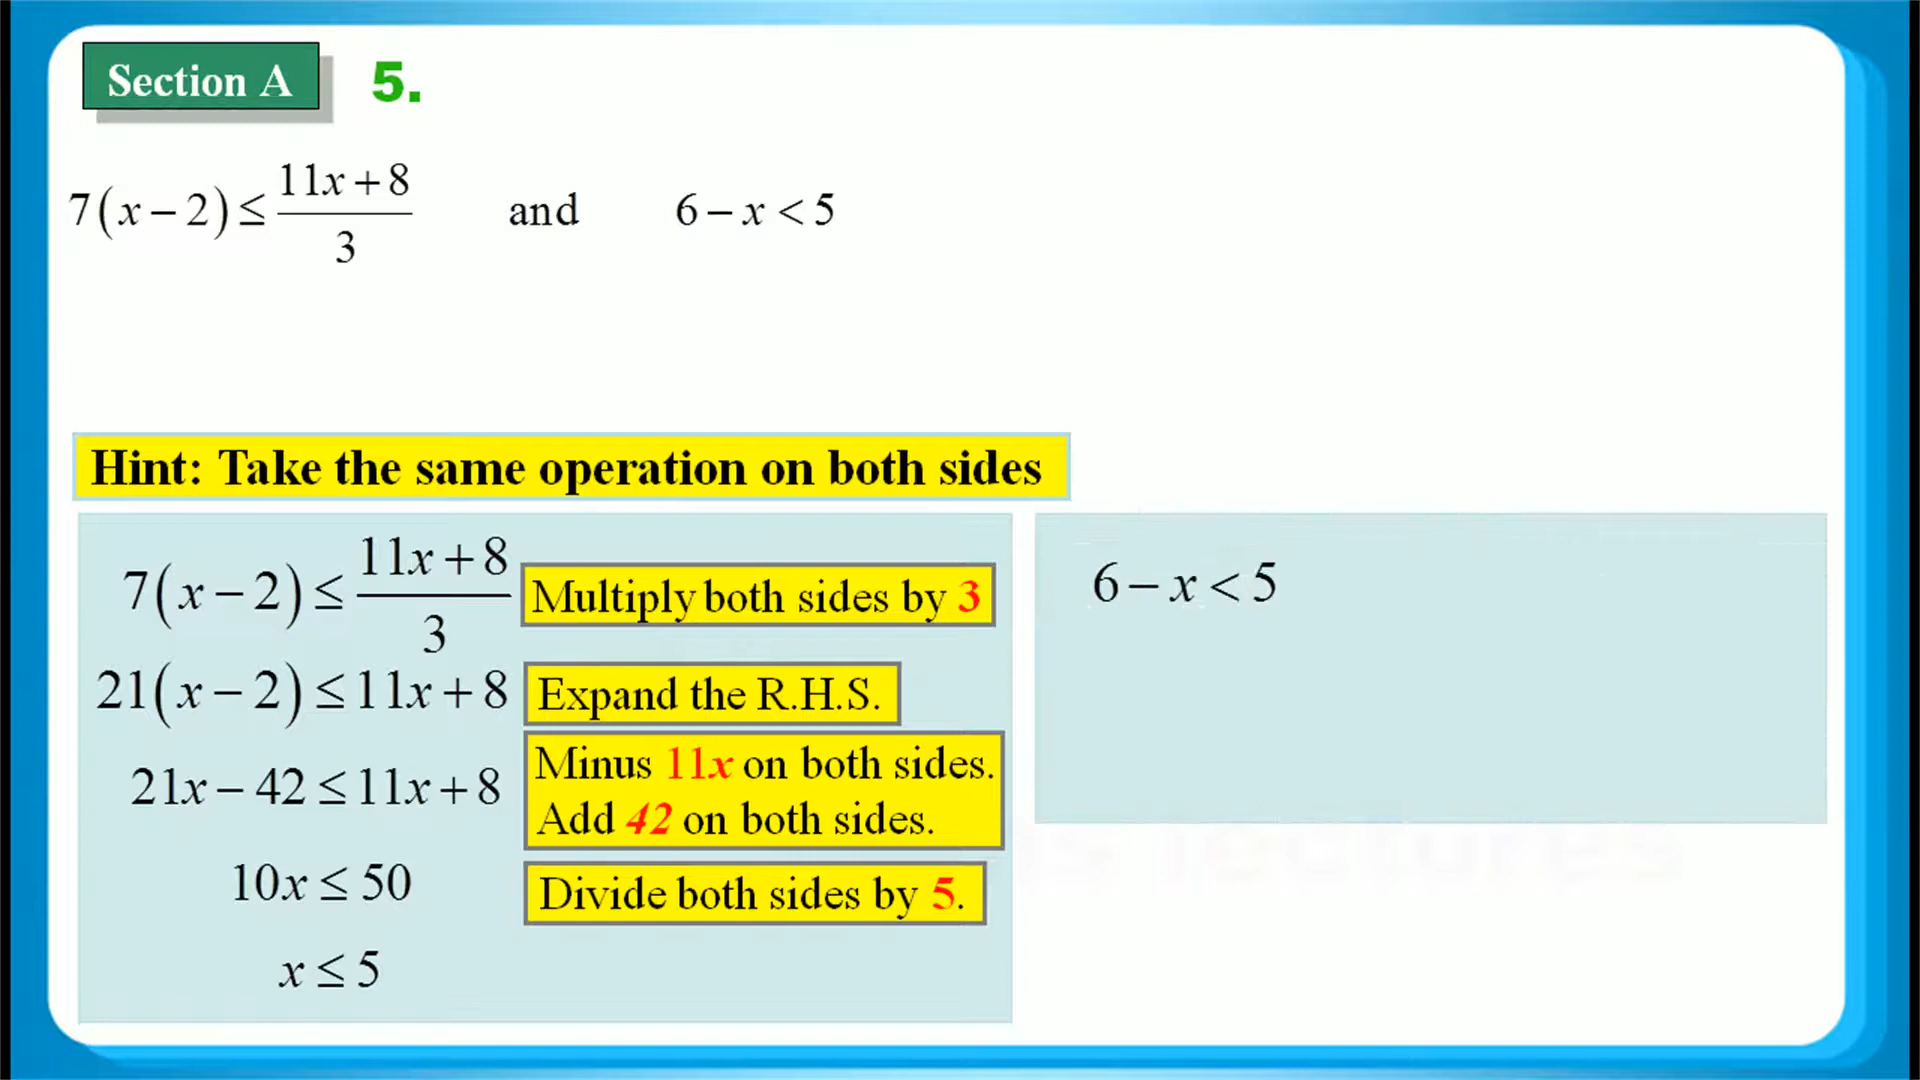 Section A 5.
7(x−2) ≤ (11x+8)/3 and 6−x < 5
Hint: Take the same operation on both sides
7(x−2) ≤ (11x+8)/3 Multiply both sides by 3
21(x−2) ≤ 11x+8 Expand the R.H.S.
21x−42 ≤ 11x+8 Minus 11x on both sides.
Add 42 on both sides.
10x ≤ 50 Divide both sides by 5.
x ≤ 5
6−x < 5